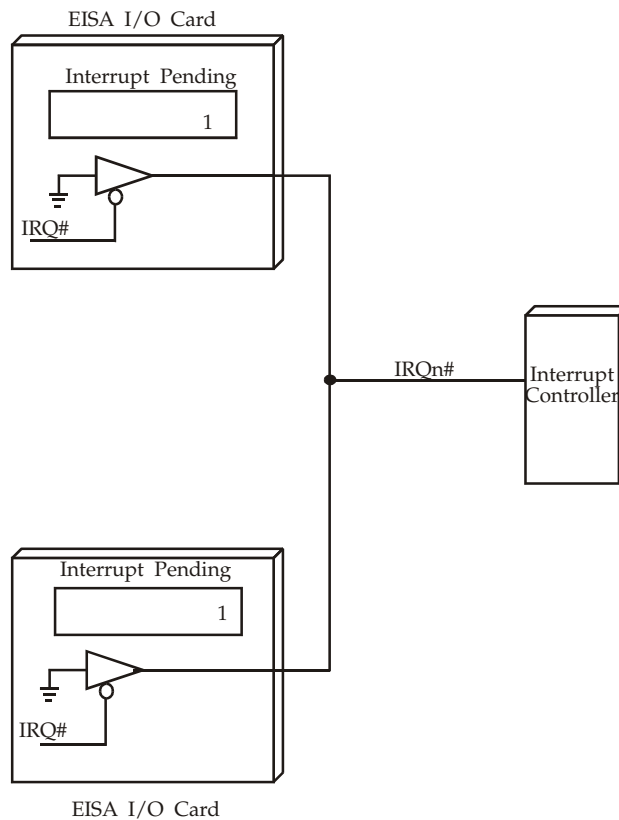 EISA I/O Card
Interrupt Pending
1
IRQ#
IRQn#
Interrupt
Controller
Interrupt Pending
1
IRQ#
EISA I/O Card